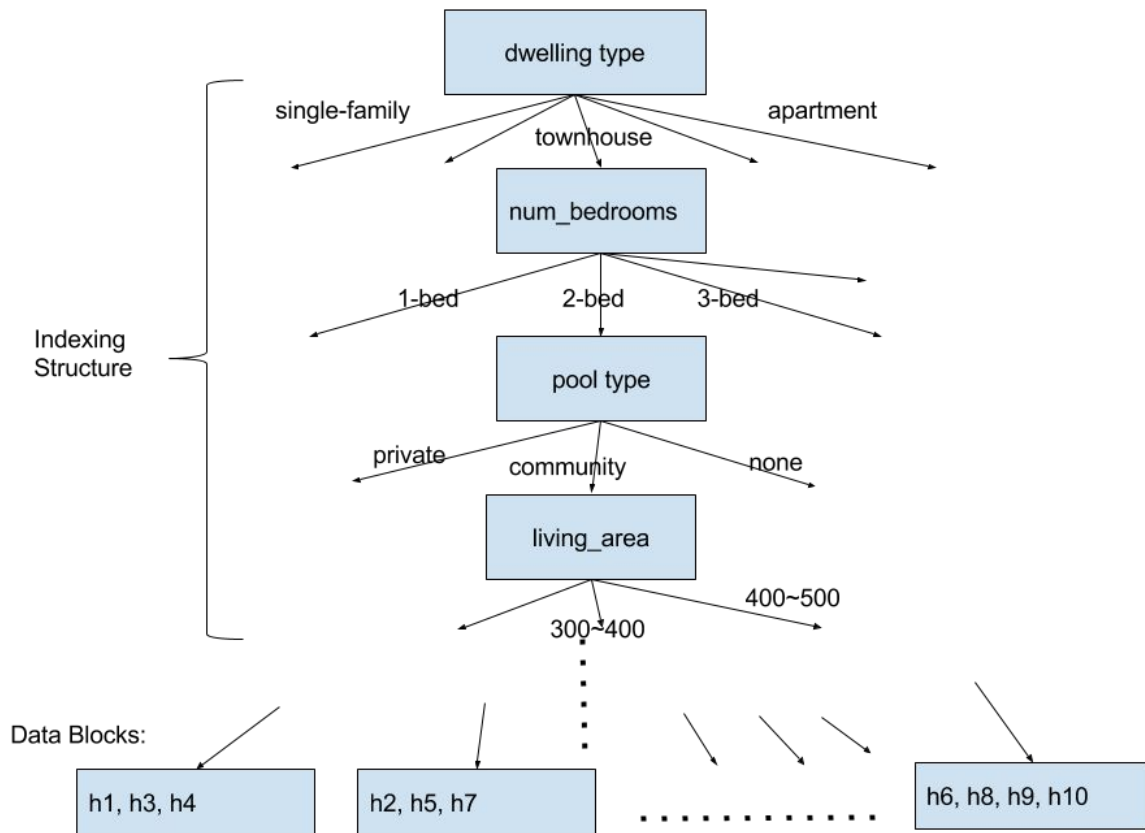 dwelling type
single-family
apartment
townhouse
num_bedrooms
1-bed
2-bed
3-bed
Indexing
Structure
pool type
private
community
none
living_area
400~500
300~400
Data Blocks:
h1, h3, h4
h2, h5, h7
h6, h8, h9, h10